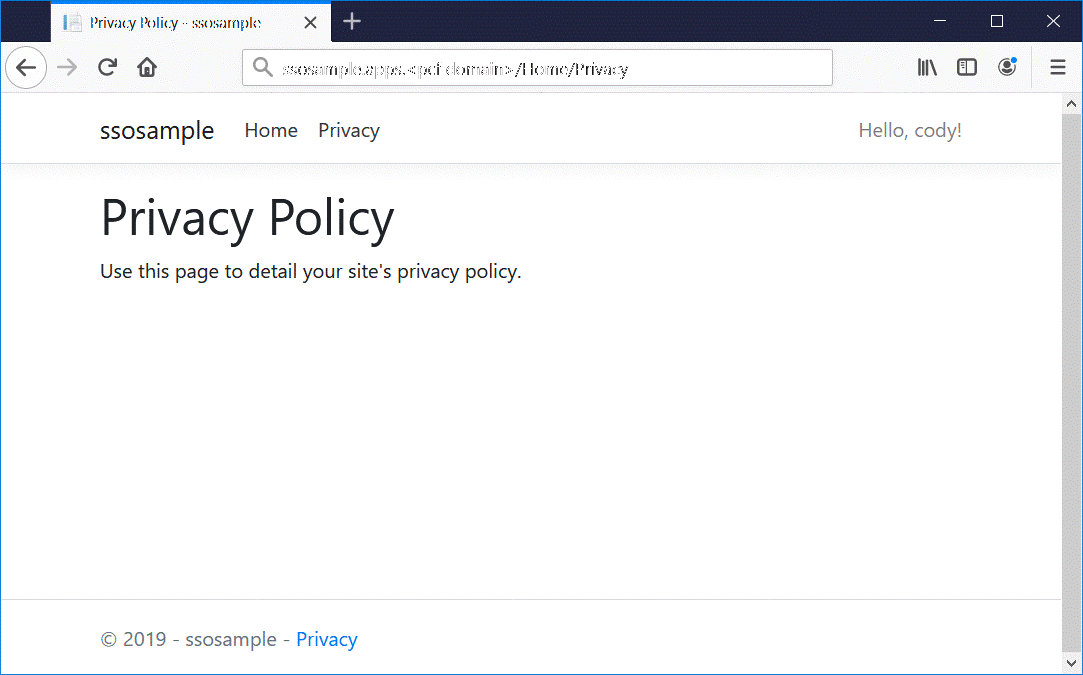 Privacy Policy - ssosample
ssosample.apps.<pcf-domain>/Home/Privacy
ssosample Home Privacy Hello, cody!
Privacy Policy
Use this page to detail your site's privacy policy.
© 2019 - ssosample - Privacy